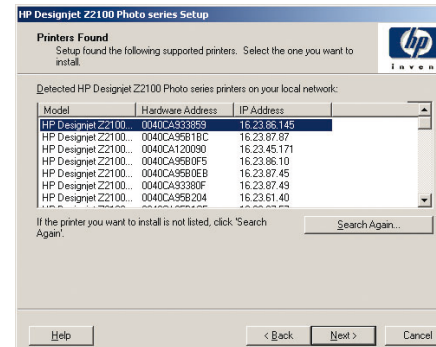 HP Designjet Z2100 Photo series Setup
Printers Found
Setup found the following supported printers. Select the one you want to
install.
hp
invent
Detected HP Designjet Z2100 Photo series printers on your local network:
Model Hardware Address IP Address
HP Designjet Z2100... 0040CA933859 16.23.86.145
HP Designjet Z2100... 0040CA95B1BC 16.23.87.87
HP Designjet Z2100... 0040CA120090 16.23.45.171
HP Designjet Z2100... 0040CA95B0F5 16.23.86.10
HP Designjet Z2100... 0040CA95B0EB 16.23.87.45
HP Designjet Z2100... 0040CA93380F 16.23.87.49
HP Designjet Z2100... 0040CA95B204 16.23.61.40
If the printer you want to install is not listed, click 'Search
Again'.
Search Again...
Help
< Back
Next >
Cancel